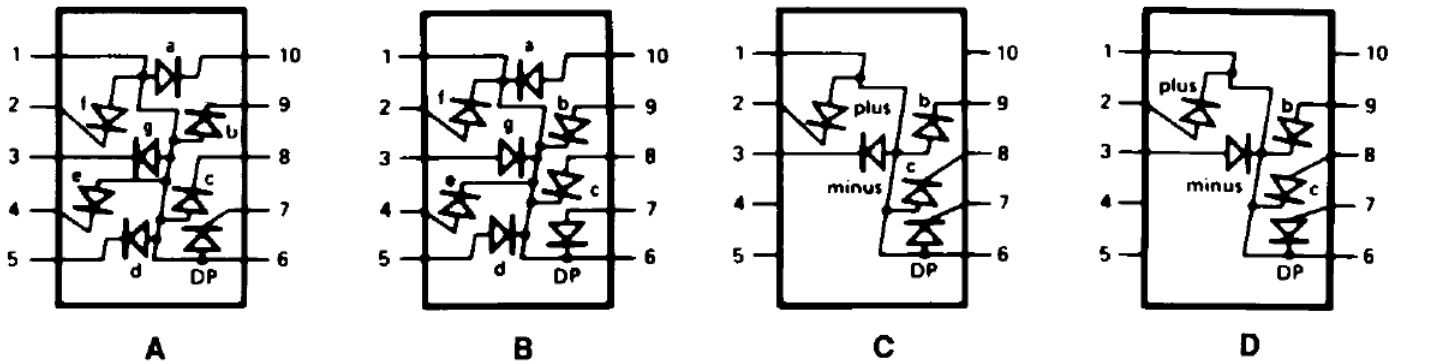 1 a 10
2 f b 9
3 g 8
4 e c 7
5 d DP 6
A
1 a 10
2 f b 9
3 g 8
4 e c 7
5 d DP 6
B
1 10
2 plus b 9
3 minus c 8
4 7
5 DP 6
C
1 10
2 plus b 9
3 minus c 8
4 7
5 DP 6
D